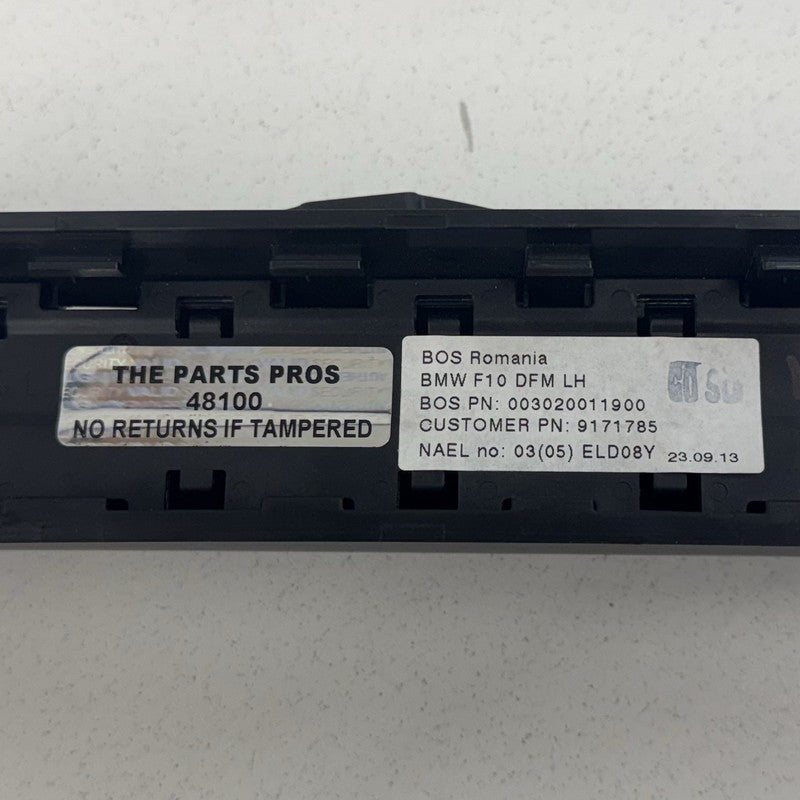 THE PARTS PROS
48100
NO RETURNS IF TAMPERED
BOS Romania
BMW F10 DFM LH
BOS PN: 003020011900
CUSTOMER PN: 9171785
NAEL no: 03(05) ELD08Y 23.09.13